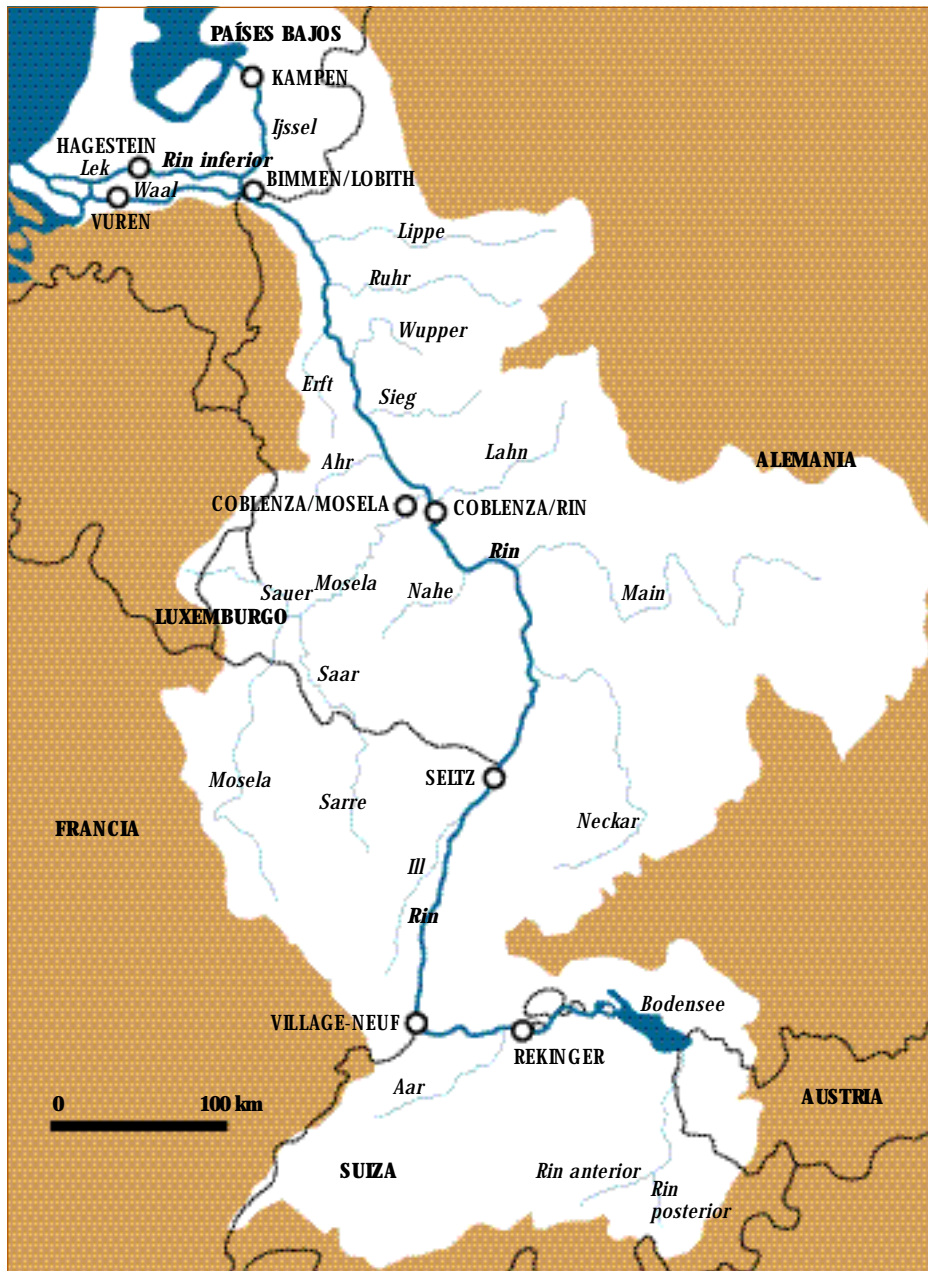 PAÍSES BAJOS
KAMPEN
Ijssel
HAGESTEIN
Lek
Rin inferior
BIMMEN/LOBITH
Waal
VUREN
Lippe
Ruhr
Wupper
Erft
Sieg
Ahr
Lahn
ALEMANIA
COBLENZA/MOSELA
COBLENZA/RIN
Rin
Sauer
Mosela
Nahe
Main
LUXEMBURGO
Saar
Mosela
Sarre
SELTZ
Neckar
FRANCIA
Ill
Rin
VILLAGE-NEUF
Bodensee
REKINGER
Aar
0 100 km
AUSTRIA
SUIZA
Rin anterior
Rin
posterior